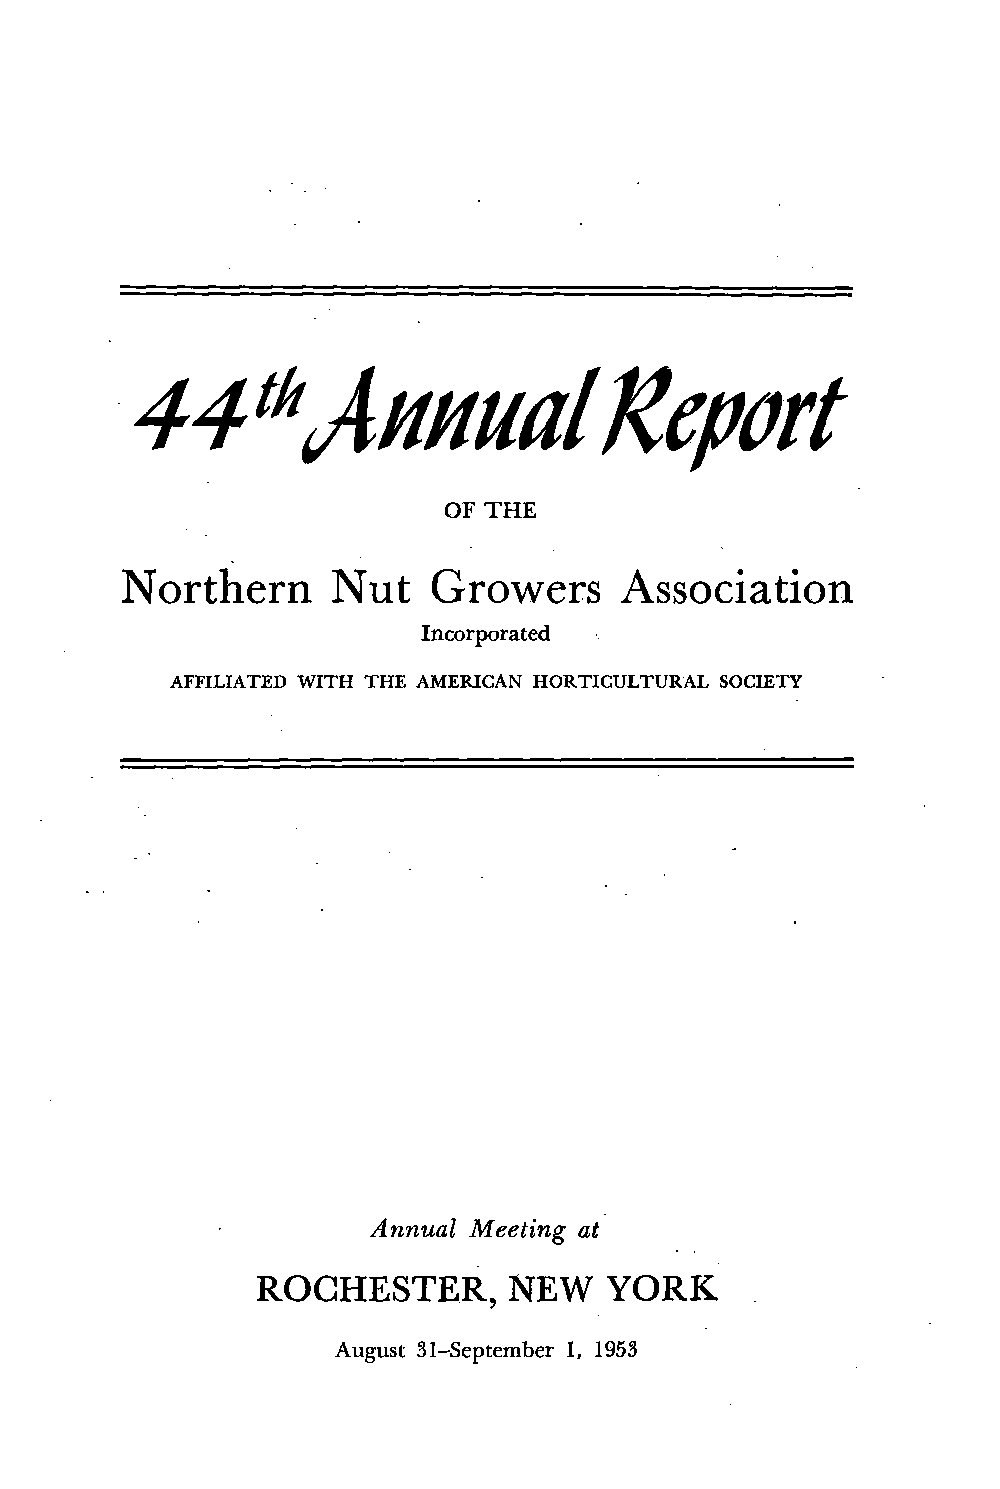 44th Annual Report
OF THE
Northern Nut Growers Association
Incorporated
AFFILIATED WITH THE AMERICAN HORTICULTURAL SOCIETY
Annual Meeting at
ROCHESTER, NEW YORK
August 31–September 1, 1953